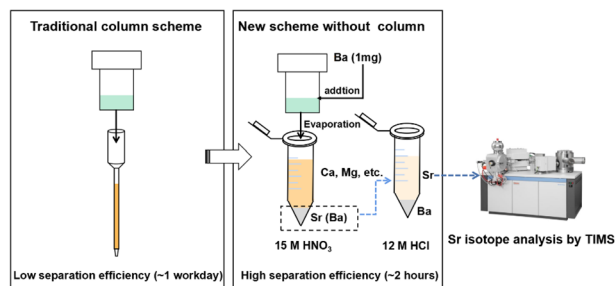 Traditional column scheme
Low separation efficiency (~1 workday)
New scheme without column
Ba (1mg)
addtion
Evaporation
Ca, Mg, etc.
Sr
Sr (Ba)
Ba
15 M HNO₃
12 M HCl
High separation efficiency (~2 hours)
Sr isotope analysis by TIMS